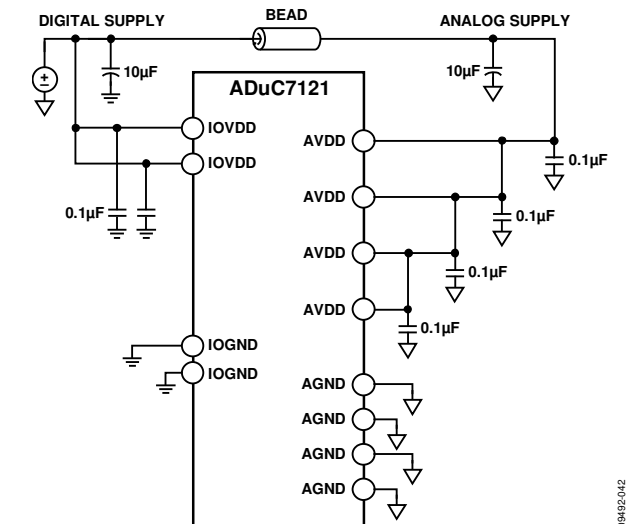 DIGITAL SUPPLY
BEAD
ANALOG SUPPLY
10µF
10µF
ADuC7121
IOVDD
AVDD
0.1µF
IOVDD
AVDD
0.1µF
0.1µF
AVDD
0.1µF
AVDD
0.1µF
IOGND
IOGND
AGND
AGND
AGND
AGND
09492-042